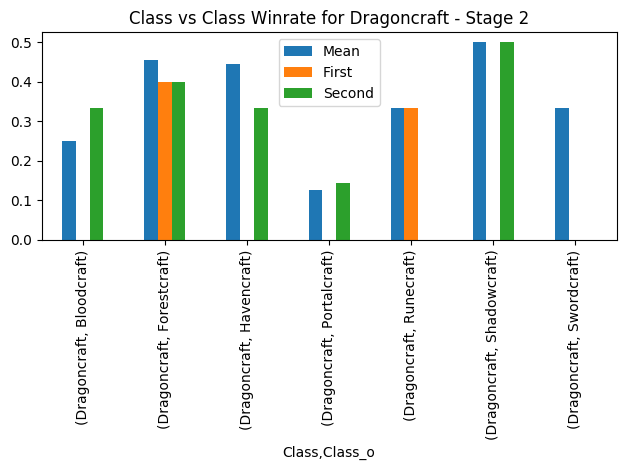 Class vs Class Winrate for Dragoncraft - Stage 2
Mean
First
Second
0.5
0.4
0.3
0.2
0.1
0.0
(Dragoncraft, Bloodcraft)
(Dragoncraft, Forestcraft)
(Dragoncraft, Havencraft)
(Dragoncraft, Portalcraft)
(Dragoncraft, Runecraft)
(Dragoncraft, Shadowcraft)
(Dragoncraft, Swordcraft)
Class,Class_o